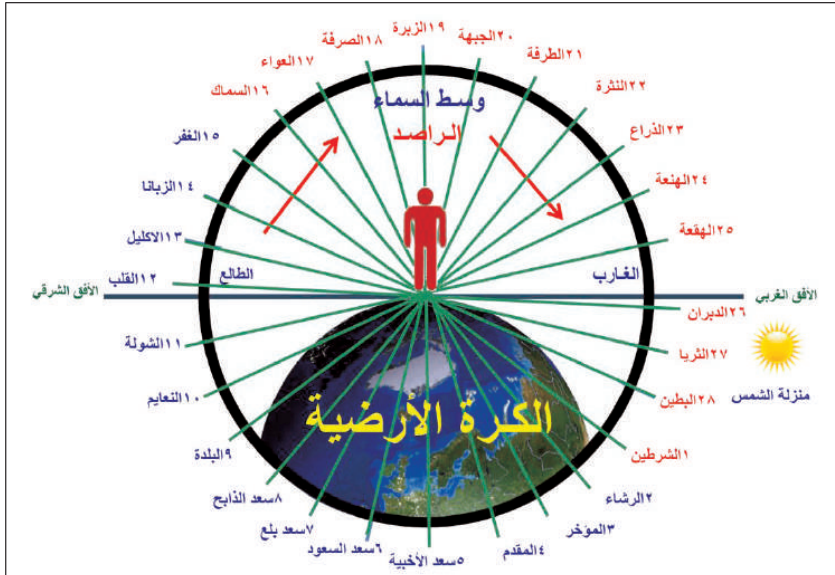 ١٩الزبرة
١٨الصرفة
٢٠الجبهة
١٧العواء
٢١الطرفة
١٦السماك
٢٢النثرة
وسط السماء
الراصد
١٥الغفر
٢٣الذراع
١٤الزبانا
٢٤الهنعة
١٣الاكليل
٢٥الهقعة
الطالع
الغارب
١٢القلب
الأفق الشرقي
الأفق الغربي
٢٦الدبران
١١الشولة
٢٧الثريا
١٠النعايم
٢٨البطين
منزلة الشمس
الكرة الأرضية
٩البلدة
١الشرطين
٨سعد الذابح
٢الرشاء
٧سعد بلع
٣المؤخر
٦سعد السعود
٤المقدم
٥سعد الأخبية